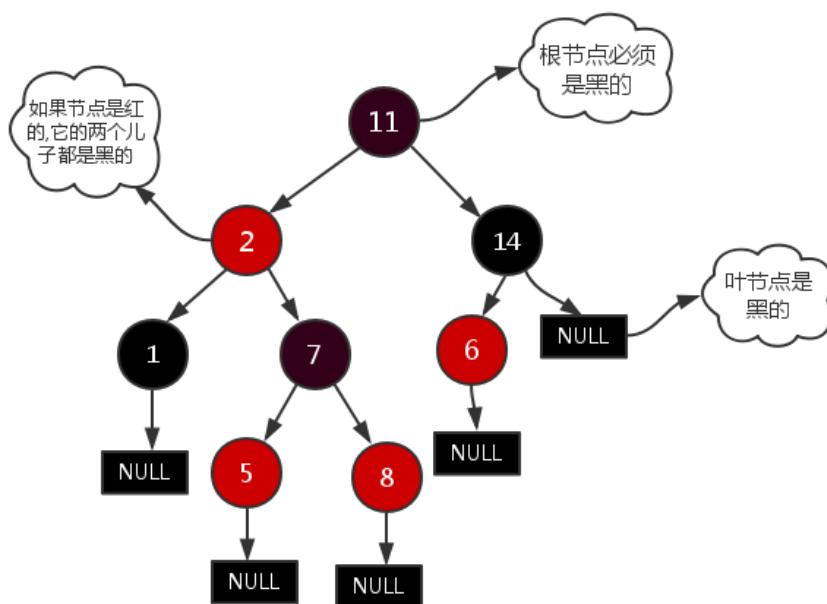 根节点必须
是黑的
如果节点是红
的,它的两个儿
子都是黑的
11
2
14
叶节点是
黑的
1
7
6
NULL
NULL
5
8
NULL
NULL
NULL